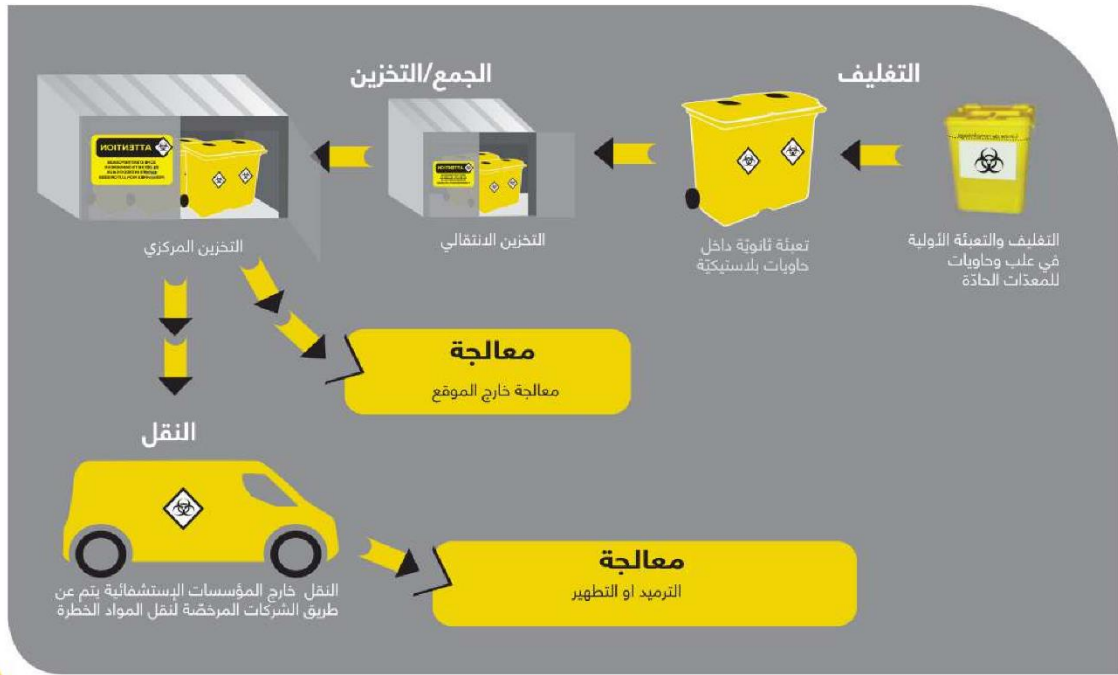 التغليف
الجمع/التخزين
التغليف والتعبئة الأولية
في علب وحاويات
للمعدّات الحادّة
تعبئة ثانويّة داخل
حاويات بلاستيكيّة
التخزين الانتقالي
التخزين المركزي
ATTENTION
ATTENTION
معالجة
معالجة خارج الموقع
النقل
النقل خارج المؤسسات الإستشفائية يتم عن
طريق الشركات المرخصّة لنقل المواد الخطرة
معالجة
الترميد او التطهير